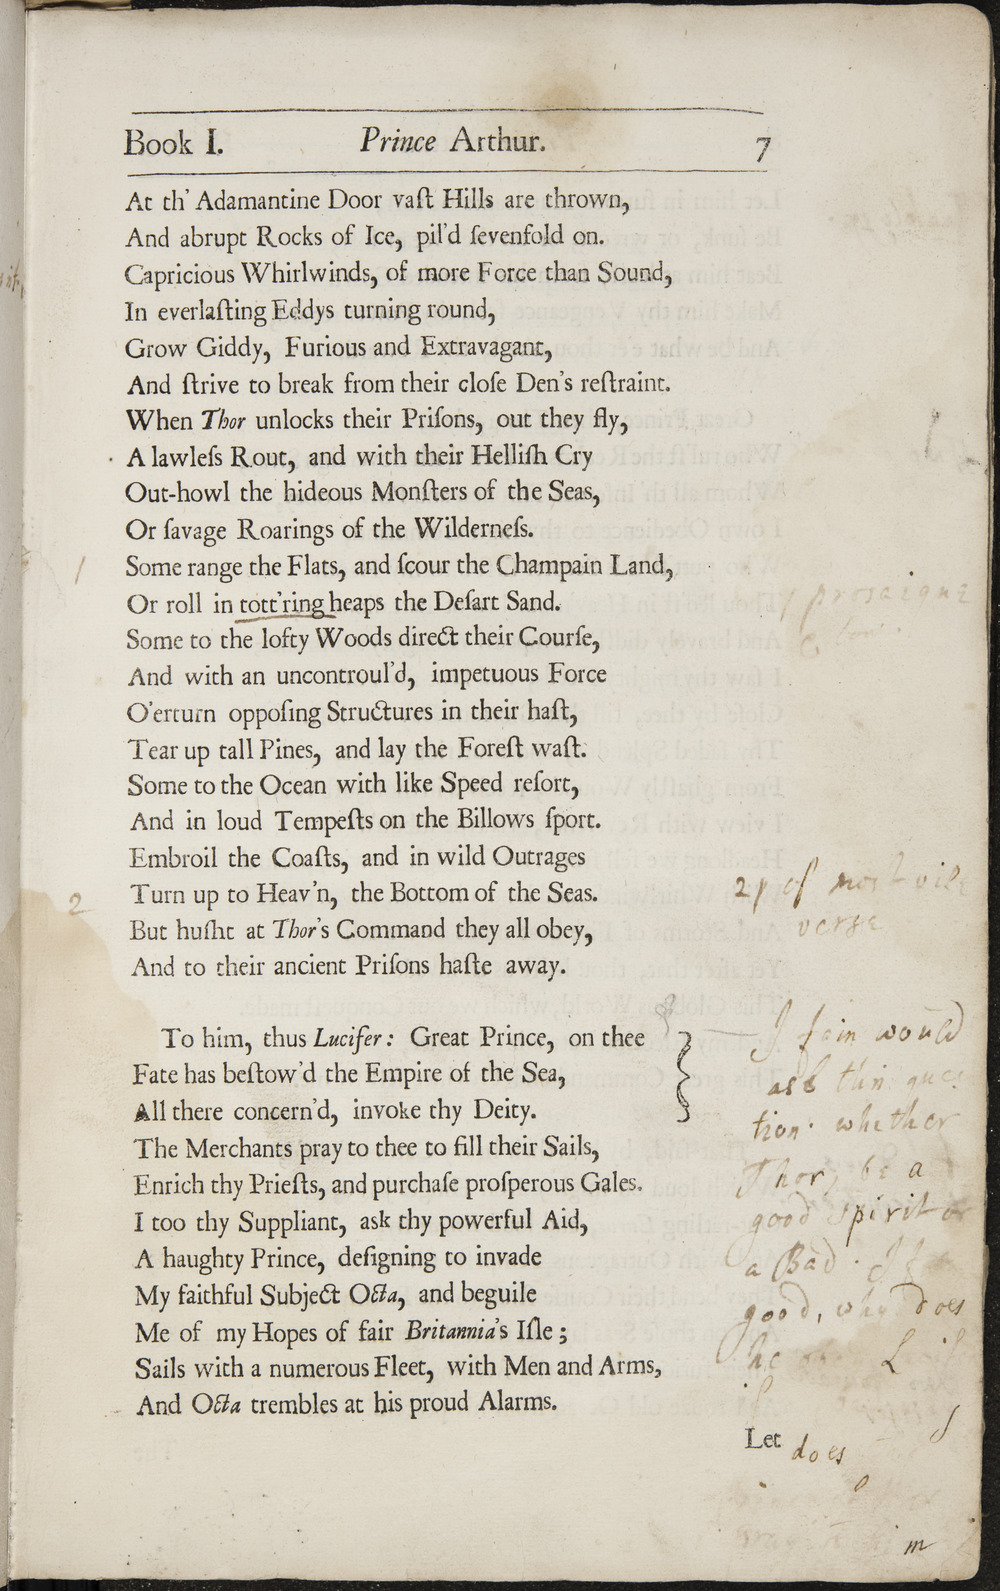 Book I. Prince Arthur. 7
At th' Adamantine Door vaſt Hills are thrown,
And abrupt Rocks of Ice, pil'd ſevenfold on.
Capricious Whirlwinds, of more Force than Sound,
In everlaſting Eddys turning round,
Grow Giddy, Furious and Extravagant,
And ſtrive to break from their cloſe Den's reſtraint.
When Thor unlocks their Priſons, out they fly,
A lawleſs Rout, and with their Helliſh Cry
Out-howl the hideous Monſters of the Seas,
Or ſavage Roarings of the Wilderneſs.
1 Some range the Flats, and ſcour the Champain Land,
Or roll in tott'ring heaps the Deſart Sand.
Some to the lofty Woods direct their Courſe,
And with an uncontroul'd, impetuous Force
O'erturn oppoſing Structures in their haſt,
Tear up tall Pines, and lay the Foreſt waſt.
Some to the Ocean with like Speed reſort,
And in loud Tempeſts on the Billows ſport.
Embroil the Coaſts, and in wild Outrages
2 Turn up to Heav'n, the Bottom of the Seas.
But huſht at Thor's Command they all obey,
And to their ancient Priſons haſte away.
To him, thus Lucifer: Great Prince, on thee
Fate has beſtow'd the Empire of the Sea,
All there concern'd, invoke thy Deity.
The Merchants pray to thee to fill their Sails,
Enrich thy Prieſts, and purchaſe proſperous Gales.
I too thy Suppliant, ask thy powerful Aid,
A haughty Prince, deſigning to invade
My faithful Subject Octa, and beguile
Me of my Hopes of fair Britannia's Iſle;
Sails with a numerous Fleet, with Men and Arms,
And Octa trembles at his proud Alarms.
Let
2 of most vile
verse
I fain would
ask this ques
tion whether
Thor, be a
good spirit or
a Bad. If
good, why does
he
does